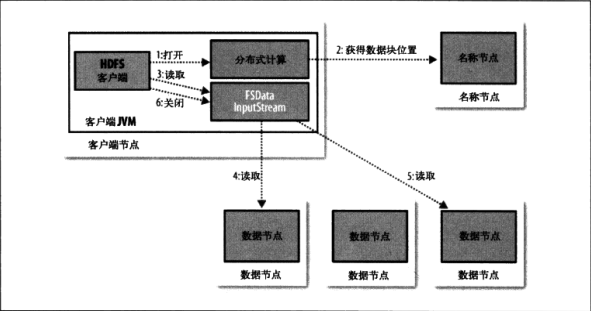 HDFS
客户端
1:打开
3:读取
6:关闭
分布式计算
FSData
InputStream
2: 获得数据块位置
名称节点
名称节点
客户端 JVM
客户端节点
4:读取
5:读取
数据节点
数据节点
数据节点
数据节点
数据节点
数据节点